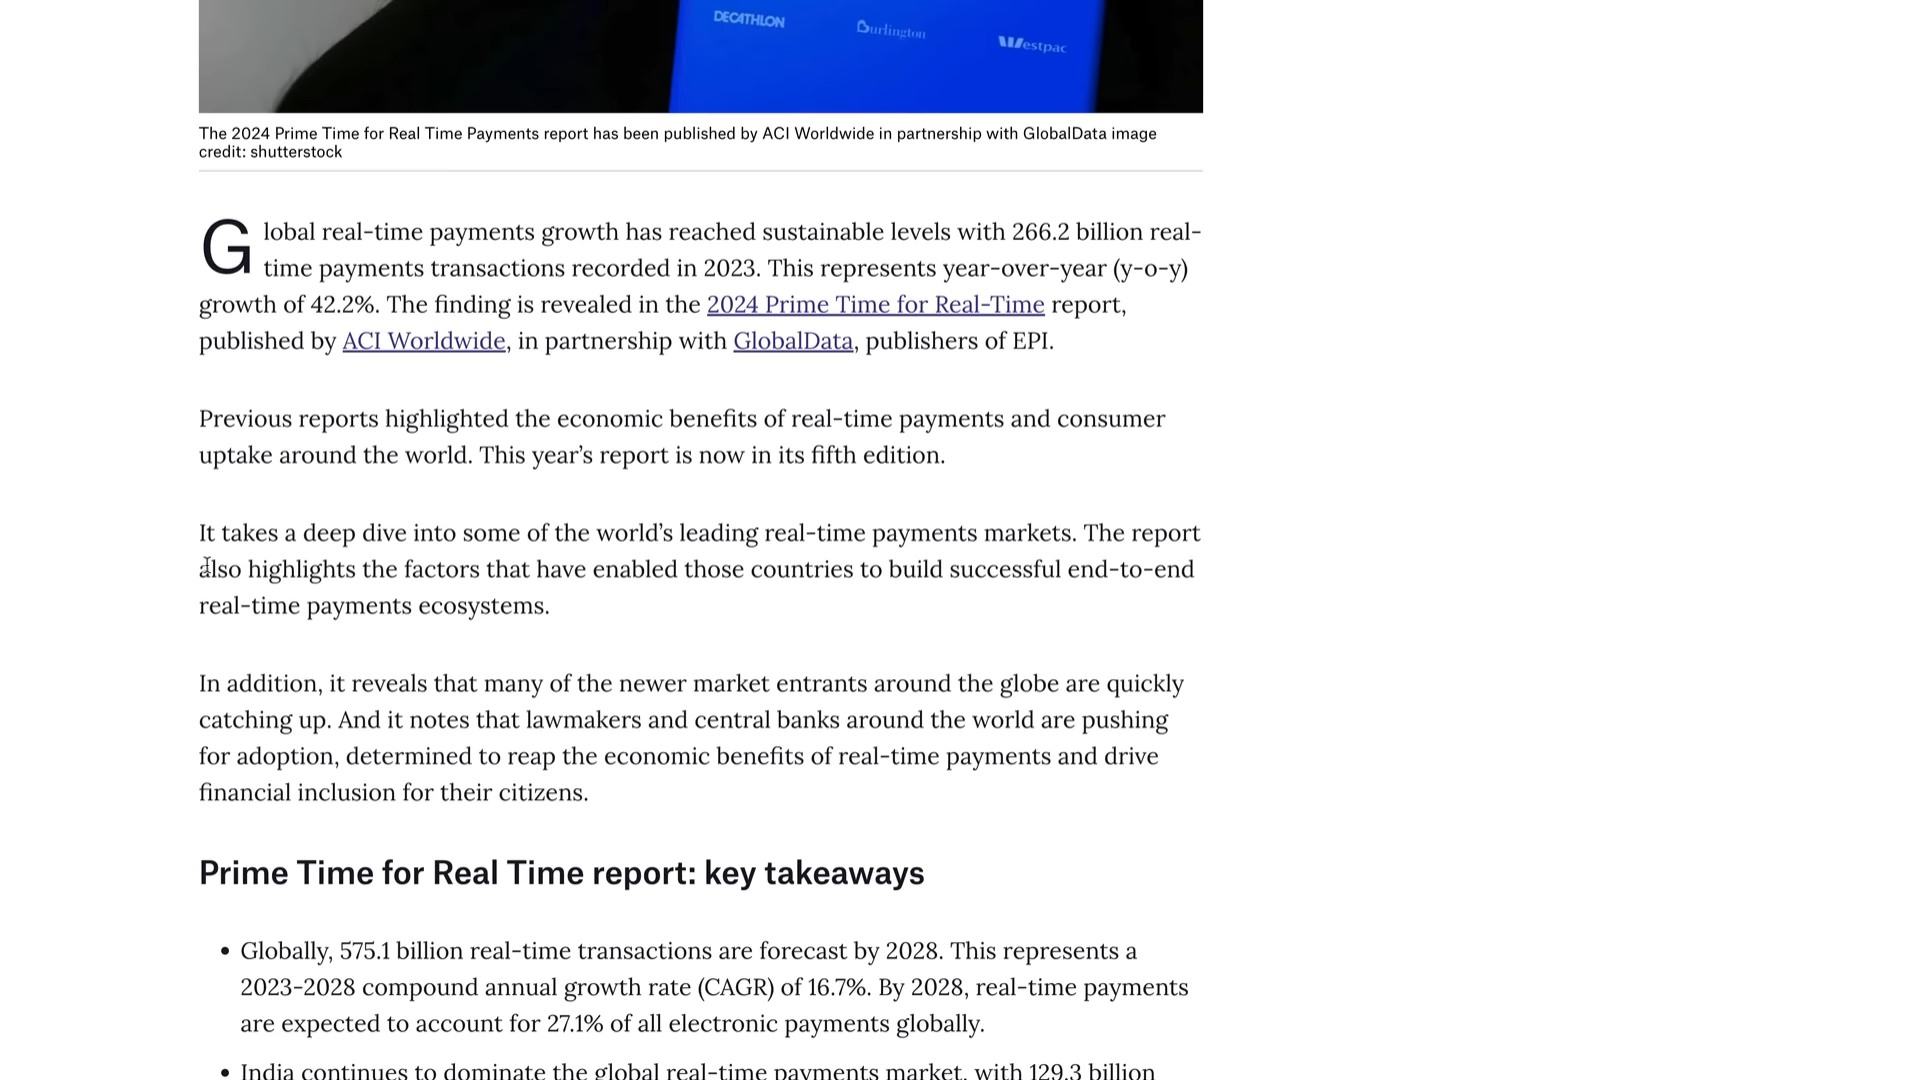 DECATHLON
Burlington
Westpac
The 2024 Prime Time for Real Time Payments report has been published by ACI Worldwide in partnership with GlobalData image
credit: shutterstock
Global real-time payments growth has reached sustainable levels with 266.2 billion real-
time payments transactions recorded in 2023. This represents year-over-year (y-o-y)
growth of 42.2%. The finding is revealed in the 2024 Prime Time for Real-Time report,
published by ACI Worldwide, in partnership with GlobalData, publishers of EPI.
Previous reports highlighted the economic benefits of real-time payments and consumer
uptake around the world. This year’s report is now in its fifth edition.
It takes a deep dive into some of the world’s leading real-time payments markets. The report
also highlights the factors that have enabled those countries to build successful end-to-end
real-time payments ecosystems.
In addition, it reveals that many of the newer market entrants around the globe are quickly
catching up. And it notes that lawmakers and central banks around the world are pushing
for adoption, determined to reap the economic benefits of real-time payments and drive
financial inclusion for their citizens.
Prime Time for Real Time report: key takeaways
• Globally, 575.1 billion real-time transactions are forecast by 2028. This represents a
2023-2028 compound annual growth rate (CAGR) of 16.7%. By 2028, real-time payments
are expected to account for 27.1% of all electronic payments globally.
• India continues to dominate the global real-time payments market, with 129.3 billion